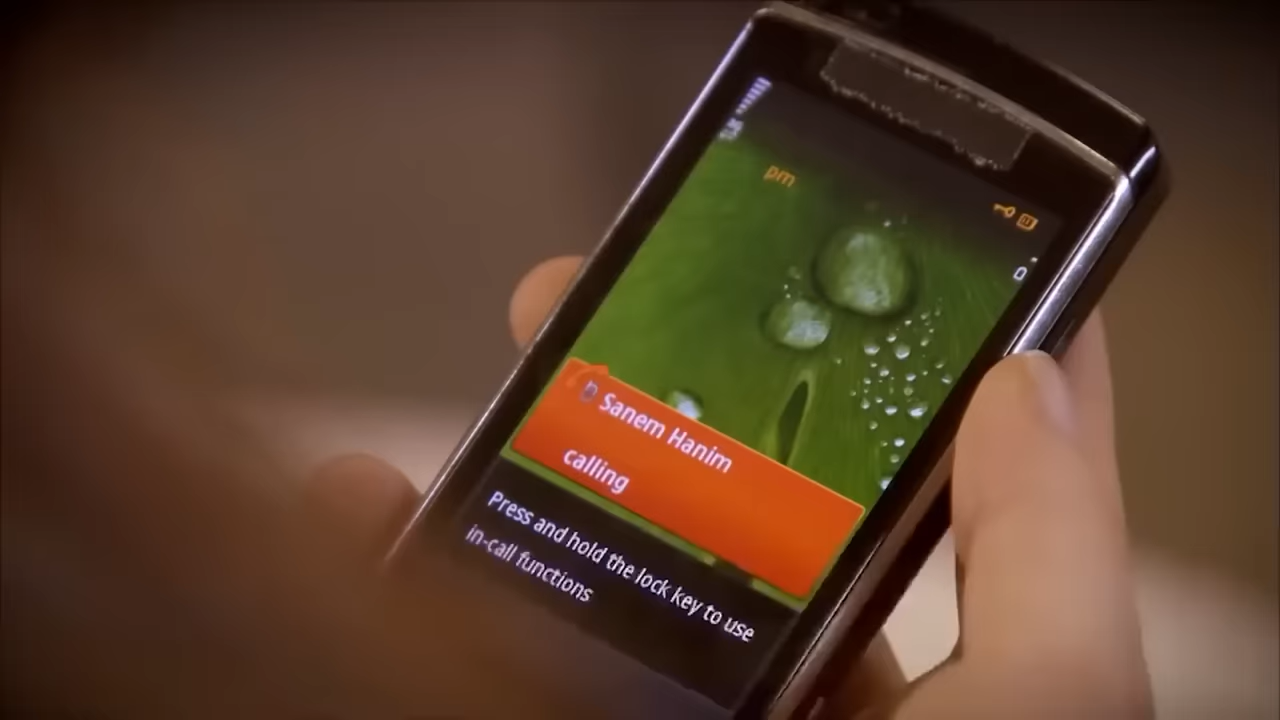 pm
Sanem Hanim
calling
Press and hold the lock key to use
in-call functions